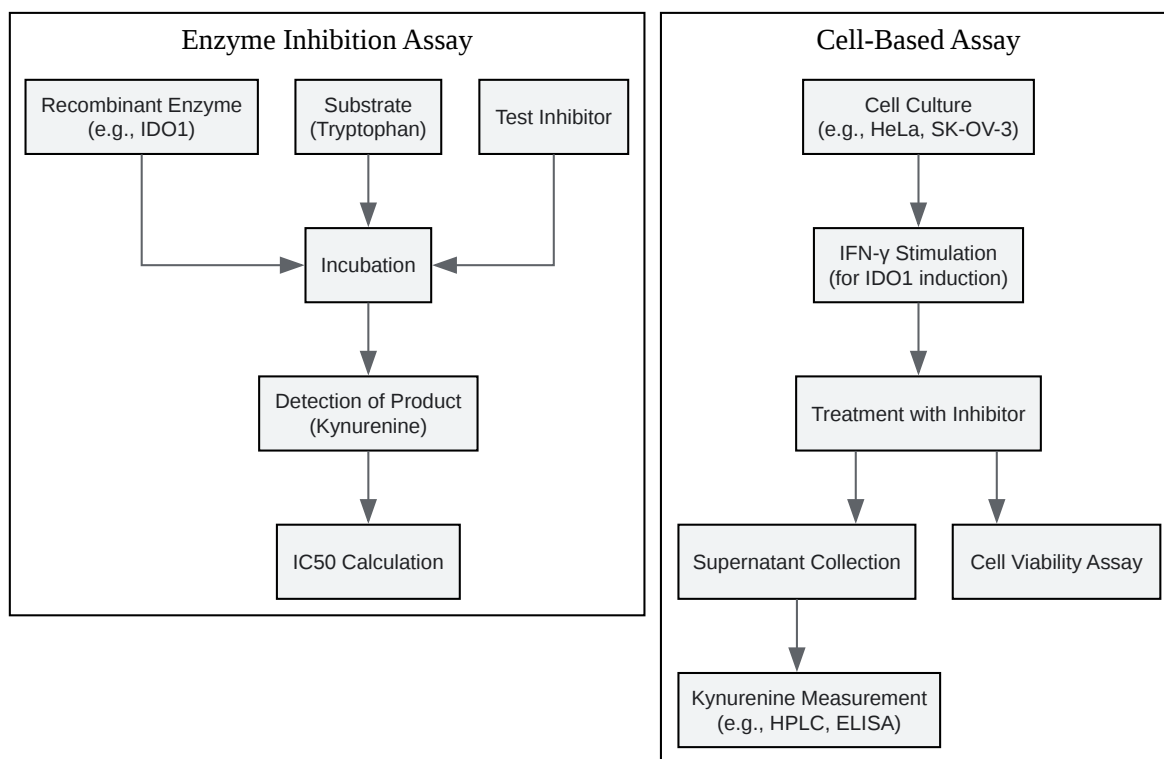 Enzyme Inhibition Assay
Recombinant Enzyme
(e.g., IDO1)
Substrate
(Tryptophan)
Test Inhibitor
Incubation
Detection of Product
(Kynurenine)
IC50 Calculation
Cell-Based Assay
Cell Culture
(e.g., HeLa, SK-OV-3)
IFN-γ Stimulation
(for IDO1 induction)
Treatment with Inhibitor
Supernatant Collection
Cell Viability Assay
Kynurenine Measurement
(e.g., HPLC, ELISA)